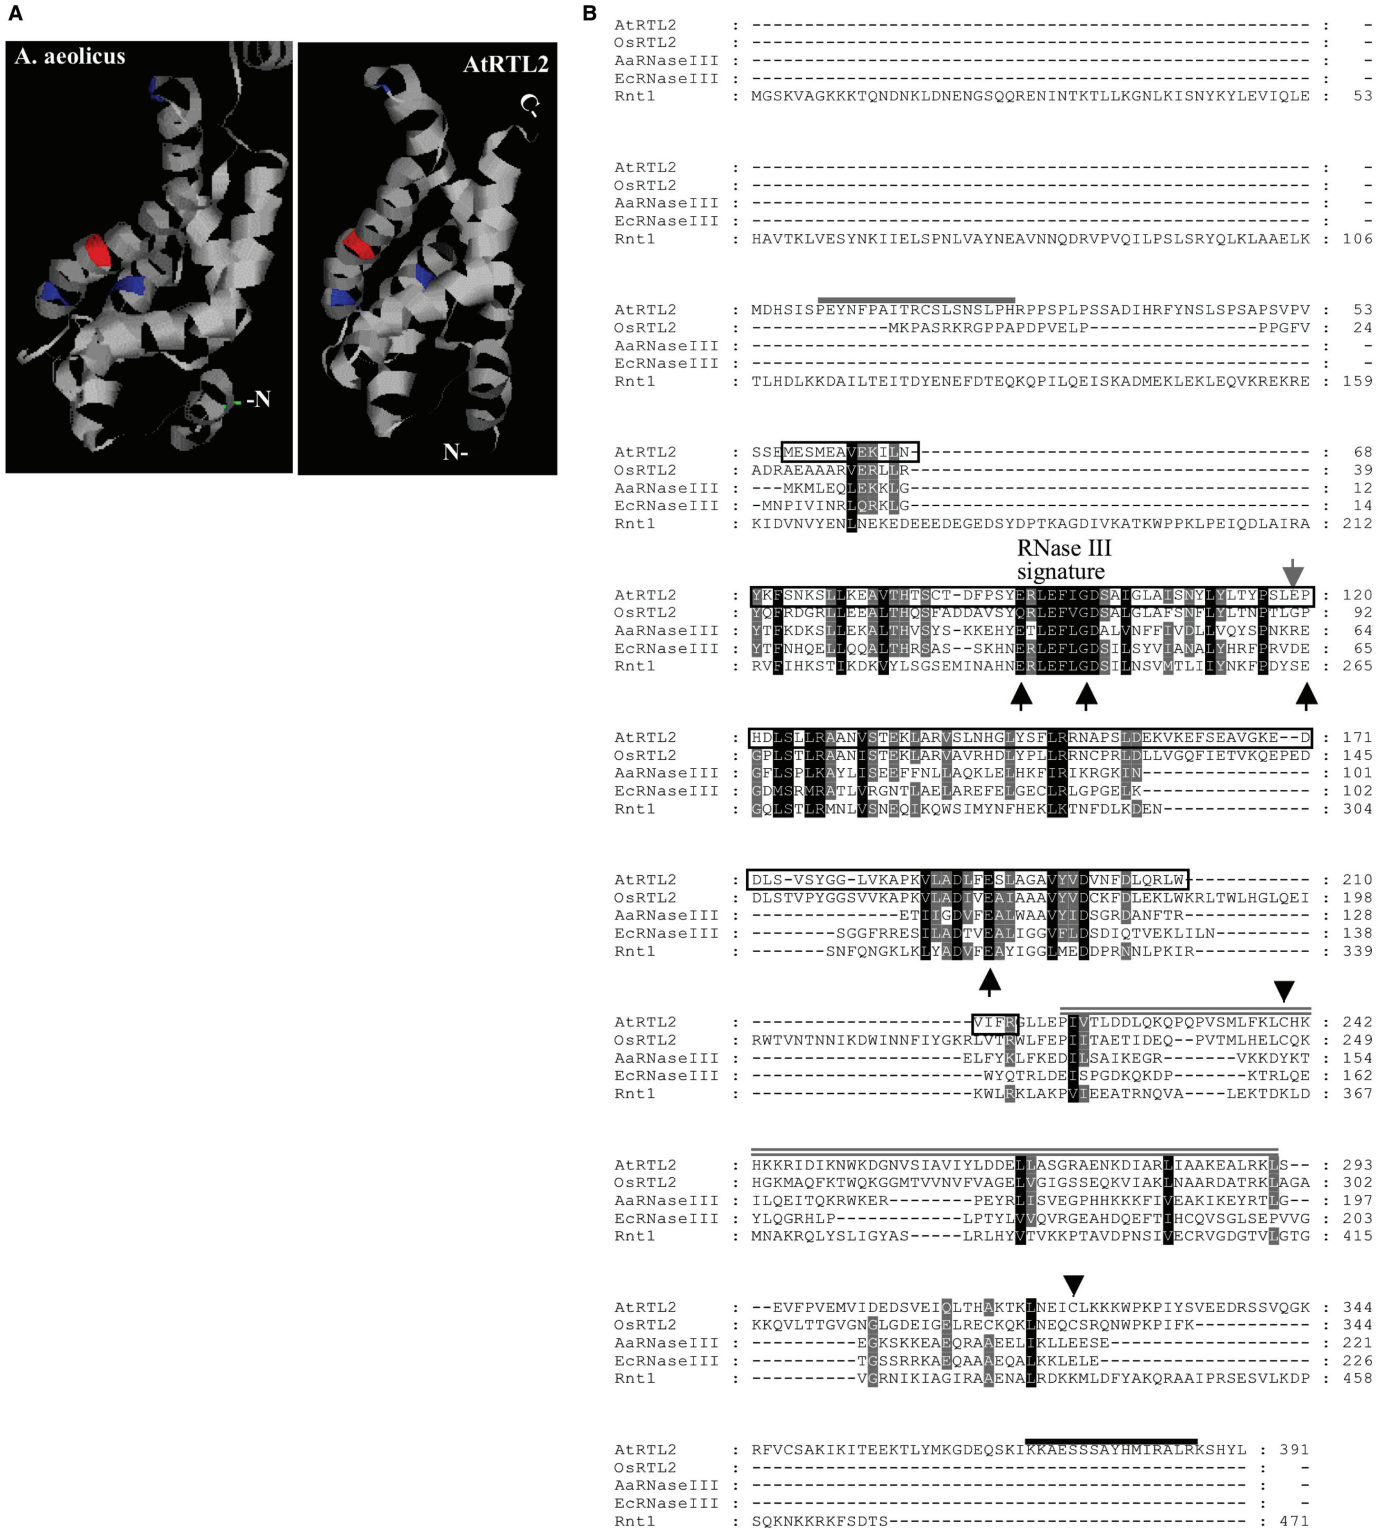 A
A. aeolicus
-N
AtRTL2
C-
N-
B
AtRTL2 : ----------------------------------------------------- : -
OsRTL2 : ----------------------------------------------------- : -
AaRNaseIII : ----------------------------------------------------- : -
EcRNaseIII : ----------------------------------------------------- : -
Rnt1 : MGSKVAGKKKTQNDNKLDNENGSQQRENINTKTLLKGNLKISNYKYLEVIQLE : 53
AtRTL2 : ----------------------------------------------------- : -
OsRTL2 : ----------------------------------------------------- : -
AaRNaseIII : ----------------------------------------------------- : -
EcRNaseIII : ----------------------------------------------------- : -
Rnt1 : HAVTKLVESYNKIIELSPNLVAYNEAVNNQDRVPVQILPSLSRYQLKLAAELK : 106
AtRTL2 : MDHSISPEYNFPAITRCSLSNSLPHRPPSPLPSSADIHRFYNSLSPSAPSVPV : 53
OsRTL2 : -------------MKPASRKRGPPAPDPVELP----------------PPGFV : 24
AaRNaseIII : ----------------------------------------------------- : -
EcRNaseIII : ----------------------------------------------------- : -
Rnt1 : TLHDLKKDAILTEITDYENEFDTEQKQPILQEISKADMEKLEKLEQVKREKRE : 159
AtRTL2 : SSEMESMEAVEKILN-------------------------------------- : 68
OsRTL2 : ADRAEAAARVERLLR-------------------------------------- : 39
AaRNaseIII : ---MKMLEQLEKKLG-------------------------------------- : 12
EcRNaseIII : -MNPIVINRLQRKLG-------------------------------------- : 14
Rnt1 : KIDVNVYENLNEKEDEEEDEGEDSYDPTKAGDIVKATKWPPKLPEIQDLAIRA : 212
RNase III
signature
AtRTL2 : YKFSNKSLLKEAVTHTSCT-DFPSYERLEFIGDSAIGLAISNYLYLTYPSLEP : 120
OsRTL2 : YQFRDGRLLEEALTHQSFADDAVSYQRLEFVGDSALGLAFSNFLYLTNPTLGP : 92
AaRNaseIII : YTFKDKSLLEKALTHVSYS-KKEHYETLEFLGDALVNFFIVDLLVQYSPNKRE : 64
EcRNaseIII : YTFNHQELLQQALTHRSAS--SKHNERLEFLGDSILSYVIANALYHRFPRVDE : 65
Rnt1 : RVFIHKSTIKDKVYLSGSEMINAHNERLEFLGDSILNSVMTLIIYNKFPDYSE : 265
AtRTL2 : HDLSLLRAANVSTEKLARVSLNHGLYSFLRRNAPSLDEKVKEFSEAVGKE--D : 171
OsRTL2 : GPLSTLRAANISTEKLARVAVRHDLYPLLRRNCPRLDLLVGQFIETVKQEPED : 145
AaRNaseIII : GFLSPLKAYLISEEFFNLLAQKLELHKFIRIKRGKIN---------------- : 101
EcRNaseIII : GDMSRMRATLVRGNTLAELAREFELGECLRLGPGELK---------------- : 102
Rnt1 : GQLSTLRMNLVSNEQIKQWSIMYNFHEKLKTNFDLKDEN-------------- : 304
AtRTL2 : DLS-VSYGG-LVKAPKVLADLFESLAGAVYVDVNFDLQRLW------------ : 210
OsRTL2 : DLSTVPYGGSVVKAPKVLADIVEAIAAAVYVDCKFDLEKLWKRLTWLHGLQEI : 198
AaRNaseIII : --------------ETIIGDVFEALWAAVYIDSGRDANFTR------------ : 128
EcRNaseIII : --------SGGFRRESILADTVEALIGGVFLDSDIQTVEKLILN--------- : 138
Rnt1 : -------SNFQNGKLKLYADVFEAYIGGLMEDDPRNNLPKIR----------- : 339
AtRTL2 : ---------------------VIFRGLLEPIVTLDDLQKQPQPVSMLFKLCHK : 242
OsRTL2 : RWTVNTNNIKDWINNFIYGKRLVTRWLFEPIITAETIDEQ--PVTMLHELCQK : 249
AaRNaseIII : --------------------ELFYKLFKEDILSAIKEGR-------VKKDYKT : 154
EcRNaseIII : ----------------------WYQTRLDEISPGDKQKDP-------KTRLQE : 162
Rnt1 : ---------------------KWLRKLAKPVIEEATRNQVA----LEKTDKLD : 367
AtRTL2 : HKKRIDIKNWKDGNVSIAVIYLDDELLASGRAENKDIARLIAAKEALRKLS-- : 293
OsRTL2 : HGKMAQFKTWQKGGMTVVNVFVAGELVGIGSSEQKVIAKLNAARDATRKLAGA : 302
AaRNaseIII : ILQEITQKRWKER--------PEYRLISVEGPHHKKKFIVEAKIKEYRTLG-- : 197
EcRNaseIII : YLQGRHLP------------LPTYLVVQVRGEAHDQEFTIHCQVSGLSEPVVG : 203
Rnt1 : MNAKRQLYSLIGYAS-----LRLHYVTVKKPTAVDPNSIVECRVGDGTVLGTG : 415
AtRTL2 : --EVFPVEMVIDEDSVEIQLTHAKTKLNEICLKKKWPKPIYSVEEDRSSVQGK : 344
OsRTL2 : KKQVLTTGVGNGLGDEIGELRECKQKLNEQCSRQNWPKPIFK----------- : 344
AaRNaseIII : ----------EGKSKKEAEQRAAEELIKLLEESE------------------- : 221
EcRNaseIII : ----------TGSSRRKAEQAAAEQALKKLELE-------------------- : 226
Rnt1 : ----------VGRNIKIAGIRAAENALRDKKMLDFYAKQRAAIPRSESVLKDP : 458
AtRTL2 : RFVCSAKIKITEEKTLYMKGDEQSKIKKAESSSAYHMIRALRKSHYL : 391
OsRTL2 : ----------------------------------------------- : -
AaRNaseIII : ----------------------------------------------- : -
EcRNaseIII : ----------------------------------------------- : -
Rnt1 : SQKNKKRKFSDTS---------------------------------- : 471